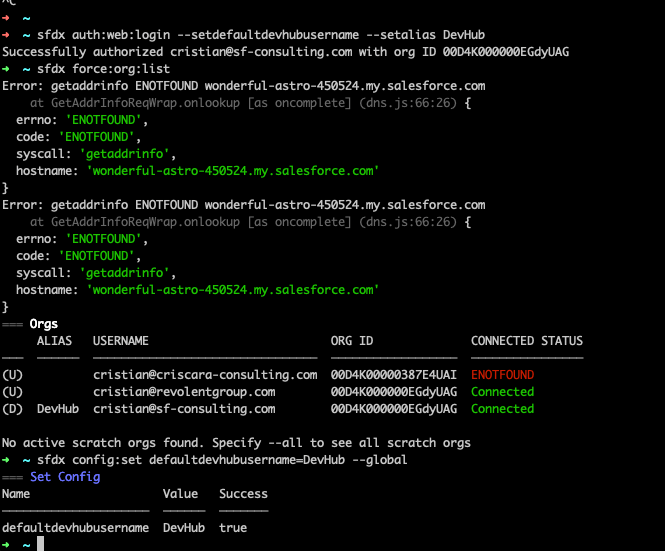 ^C
➜  ~
➜  ~ sfdx auth:web:login --setdefaultdevhubusername --setalias DevHub
Successfully authorized cristian@sf-consulting.com with org ID 00D4K000000EGdyUAG
➜  ~ sfdx force:org:list
Error: getaddrinfo ENOTFOUND wonderful-astro-450524.my.salesforce.com
    at GetAddrInfoReqWrap.onlookup [as oncomplete] (dns.js:66:26) {
  errno: 'ENOTFOUND',
  code: 'ENOTFOUND',
  syscall: 'getaddrinfo',
  hostname: 'wonderful-astro-450524.my.salesforce.com'
}
Error: getaddrinfo ENOTFOUND wonderful-astro-450524.my.salesforce.com
    at GetAddrInfoReqWrap.onlookup [as oncomplete] (dns.js:66:26) {
  errno: 'ENOTFOUND',
  code: 'ENOTFOUND',
  syscall: 'getaddrinfo',
  hostname: 'wonderful-astro-450524.my.salesforce.com'
}
=== Orgs
     ALIAS   USERNAME                          ORG ID              CONNECTED STATUS
(U)          cristian@criscara-consulting.com  00D4K00000387E4UAI  ENOTFOUND
(U)          cristian@revolentgroup.com        00D4K000000EGdyUAG  Connected
(D)  DevHub  cristian@sf-consulting.com        00D4K000000EGdyUAG  Connected
No active scratch orgs found. Specify --all to see all scratch orgs
➜  ~ sfdx config:set defaultdevhubusername=DevHub --global
=== Set Config
Name                   Value   Success
defaultdevhubusername  DevHub  true
➜  ~